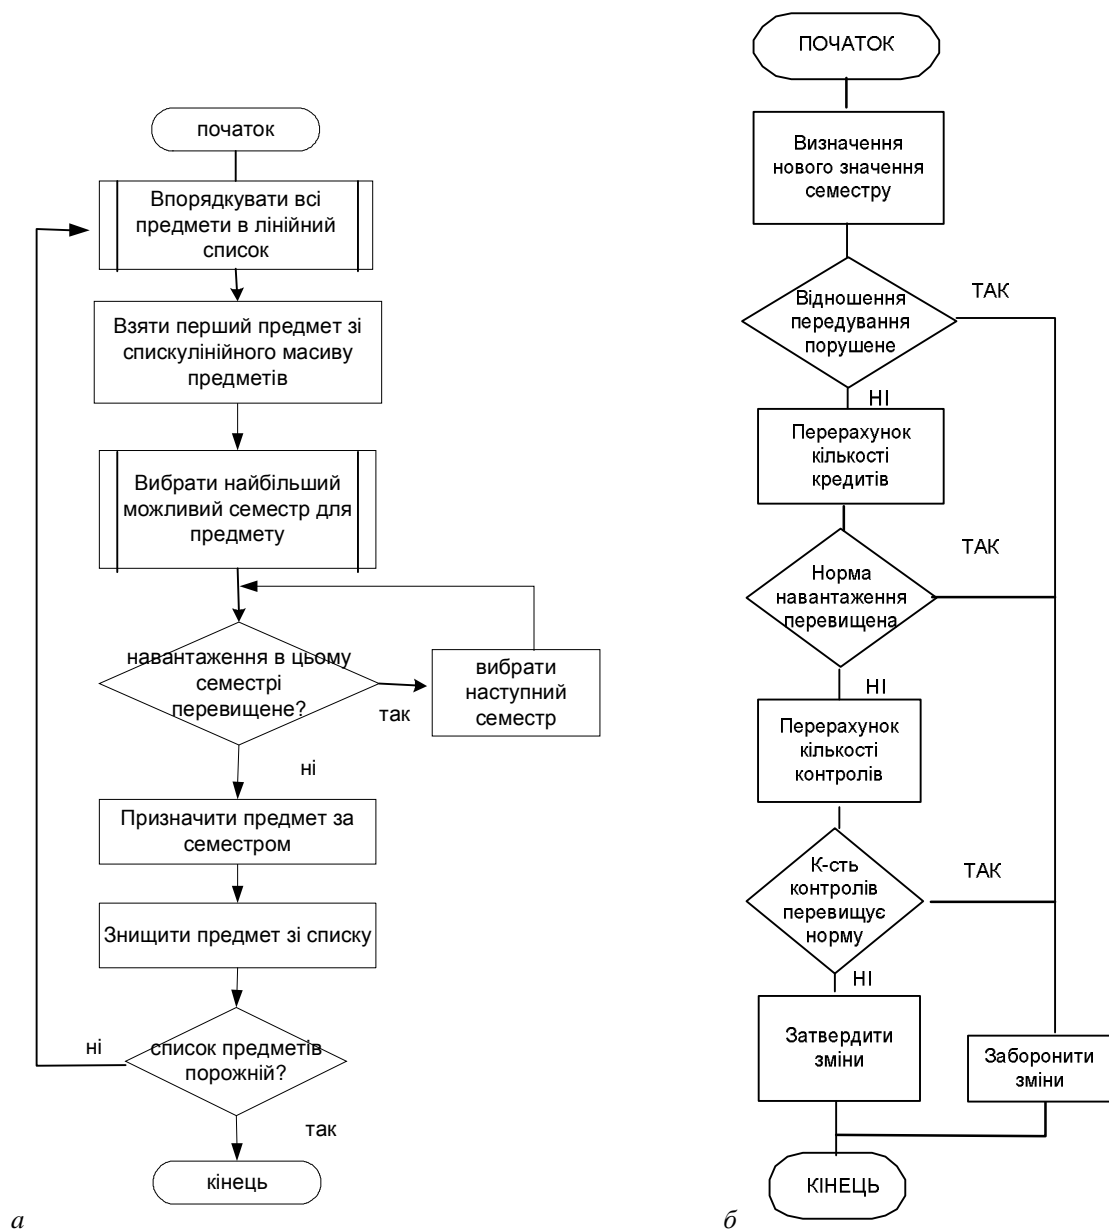 початок
Впорядкувати всі
предмети в лінійний
список
Взяти перший предмет зі
спискулінійного масиву
предметів
Вибрати найбільший
можливий семестр для
предмету
навантаження в цьому
семестрі
перевищене?
так
вибрати
наступний
семестр
ні
Призначити предмет за
семестром
Знищити предмет зі списку
ні
список предметів
порожній?
так
кінець
а
ПОЧАТОК
Визначення
нового значення
семестру
Відношення
передування
порушене
ТАК
НІ
Перерахунок
кількості
кредитів
ТАК
Норма
навантаження
перевищена
НІ
Перерахунок
кількості
контролів
К-сть
контролів
перевищує
норму
ТАК
НІ
Затвердити
зміни
Заборонити
зміни
КІНЕЦЬ
б